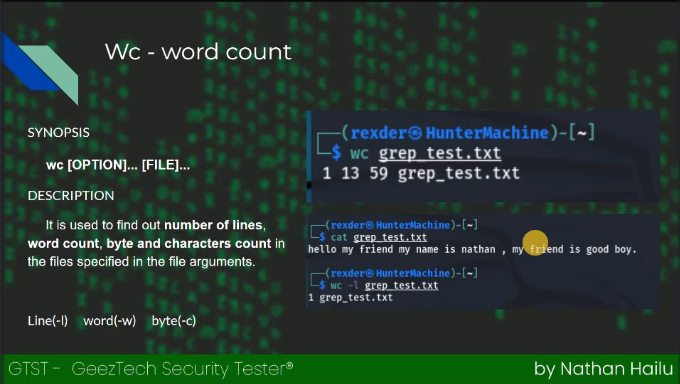 Wc - word count
SYNOPSIS
wc [OPTION]... [FILE]...
DESCRIPTION
It is used to find out number of lines,
word count, byte and characters count in
the files specified in the file arguments.
Line(-l) word(-w) byte(-c)
┌──(rexder㉿HunterMachine)-[~]
└─$ wc grep_test.txt
1 13 59 grep_test.txt
┌──(rexder㉿HunterMachine)-[~]
└─$ cat grep_test.txt
hello my friend my name is nathan , my friend is good boy.
┌──(rexder㉿HunterMachine)-[~]
└─$ wc -l grep_test.txt
1 grep_test.txt
GTST - GeezTech Security Tester®
by Nathan Hailu